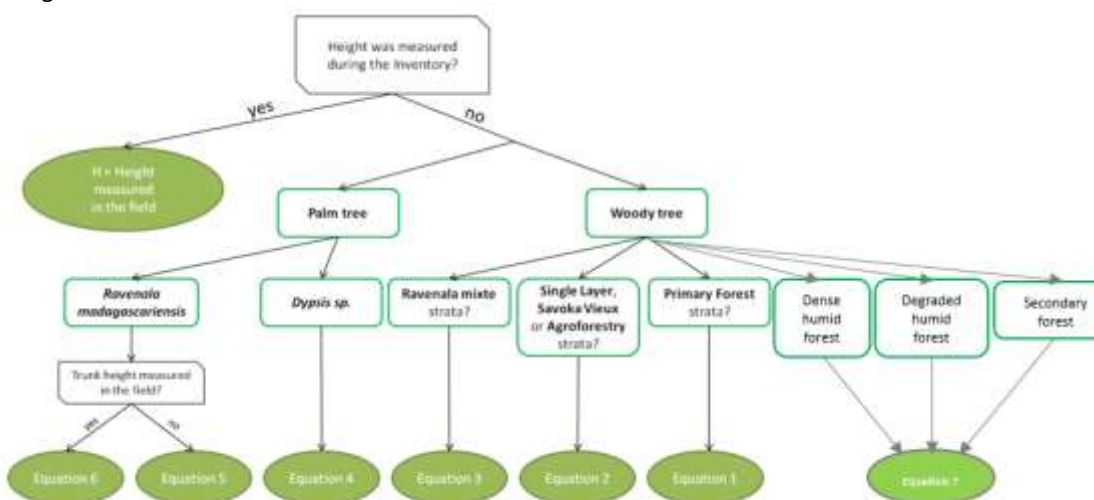 Height was measured
during the Inventory?
yes
no
H = Height
measured
in the field
Palm tree
Woody tree
Ravenala
madagascariensis
Dypsis sp.
Ravenala mixte
strata?
Single Layer,
Savoka Vieux
or Agroforestry
strata?
Primary Forest
strata?
Dense
humid
forest
Degraded
humid
forest
Secondary
forest
Trunk height measured
in the field?
yes
no
Equation 6
Equation 5
Equation 4
Equation 3
Equation 2
Equation 1
Equation 7